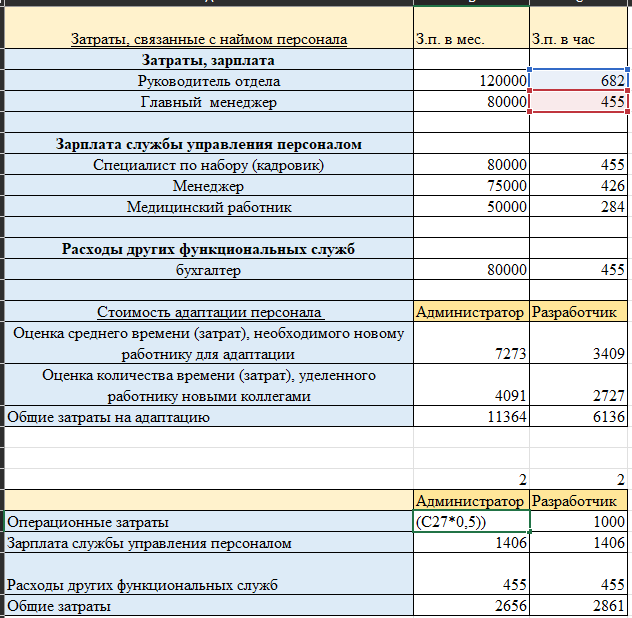 Затраты, связанные с наймом персонала З.п. в мес. З.п. в час
Затраты, зарплата
Руководитель отдела 120000 682
Главный менеджер 80000 455
Зарплата службы управления персоналом
Специалист по набору (кадровик) 80000 455
Менеджер 75000 426
Медицинский работник 50000 284
Расходы других функциональных служб
бухгалтер 80000 455
Стоимость адаптации персонала Администратор Разработчик
Оценка среднего времени (затрат), необходимого новому
работнику для адаптации 7273 3409
Оценка количества времени (затрат), уделенного
работнику новыми коллегами 4091 2727
Общие затраты на адаптацию 11364 6136
2 2
Администратор Разработчик
Операционные затраты (C27*0,5)) 1000
Зарплата службы управления персоналом 1406 1406
Расходы других функциональных служб 455 455
Общие затраты 2656 2861